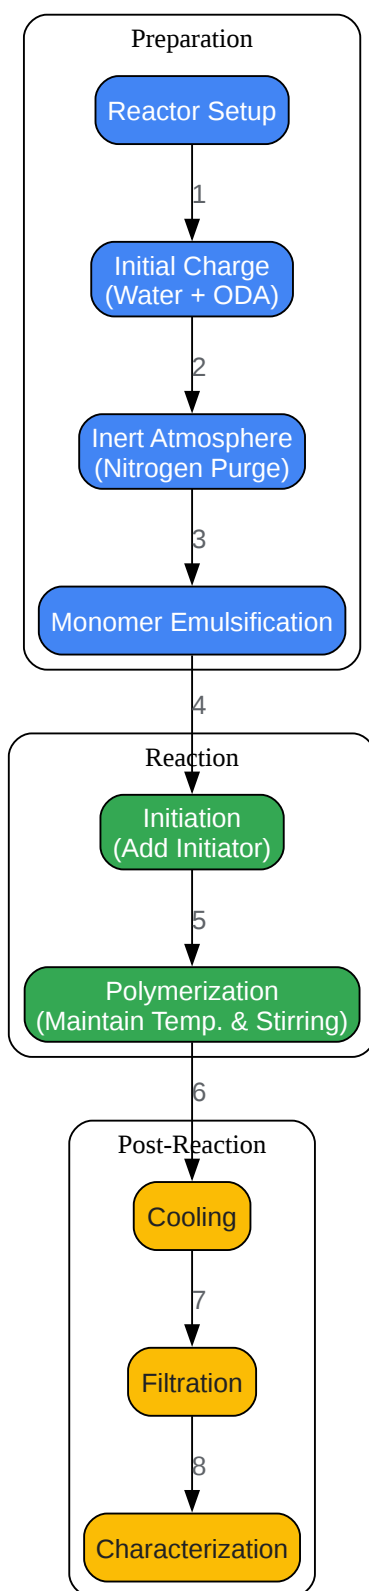 Preparation
Reactor Setup
1
Initial Charge
(Water + ODA)
2
Inert Atmosphere
(Nitrogen Purge)
3
Monomer Emulsification
4
Reaction
Initiation
(Add Initiator)
5
Polymerization
(Maintain Temp. & Stirring)
6
Post-Reaction
Cooling
7
Filtration
8
Characterization